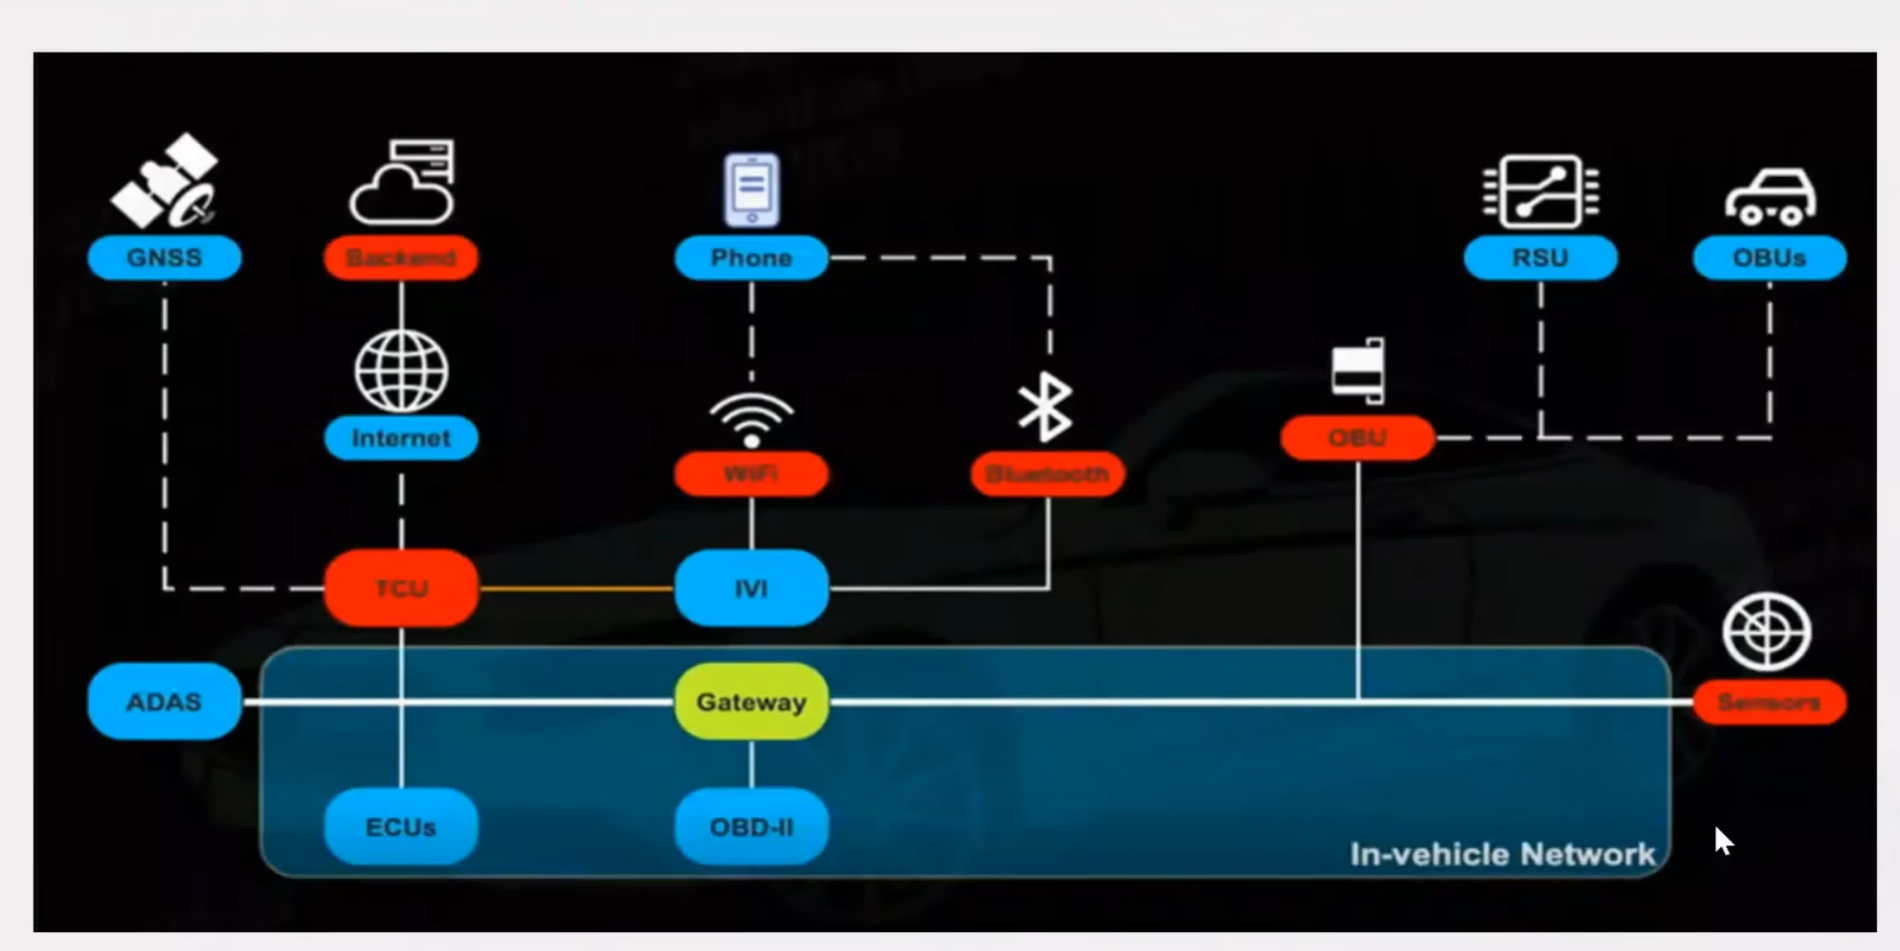 GNSS
Backend
Phone
RSU
OBUs
Internet
OBU
WiFi
Bluetooth
TCU
IVI
ADAS
Gateway
Sensors
ECUs
OBD-II
In-vehicle Network